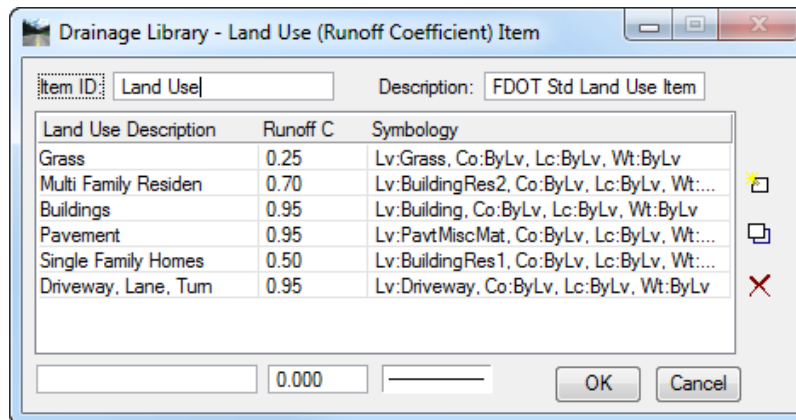 Drainage Library - Land Use (Runoff Coefficient) Item
Item ID: Land Use Description: FDOT Std Land Use Item
Land Use Description Runoff C Symbology
Grass 0.25 Lv:Grass, Co:ByLv, Lc:ByLv, Wt:ByLv
Multi Family Residen 0.70 Lv:BuildingRes2, Co:ByLv, Lc:ByLv, Wt:...
Buildings 0.95 Lv:Building, Co:ByLv, Lc:ByLv, Wt:ByLv
Pavement 0.95 Lv:PavtMiscMat, Co:ByLv, Lc:ByLv, Wt:...
Single Family Homes 0.50 Lv:BuildingRes1, Co:ByLv, Lc:ByLv, Wt:...
Driveway, Lane, Turn 0.95 Lv:Driveway, Co:ByLv, Lc:ByLv, Wt:ByLv
0.000 OK Cancel